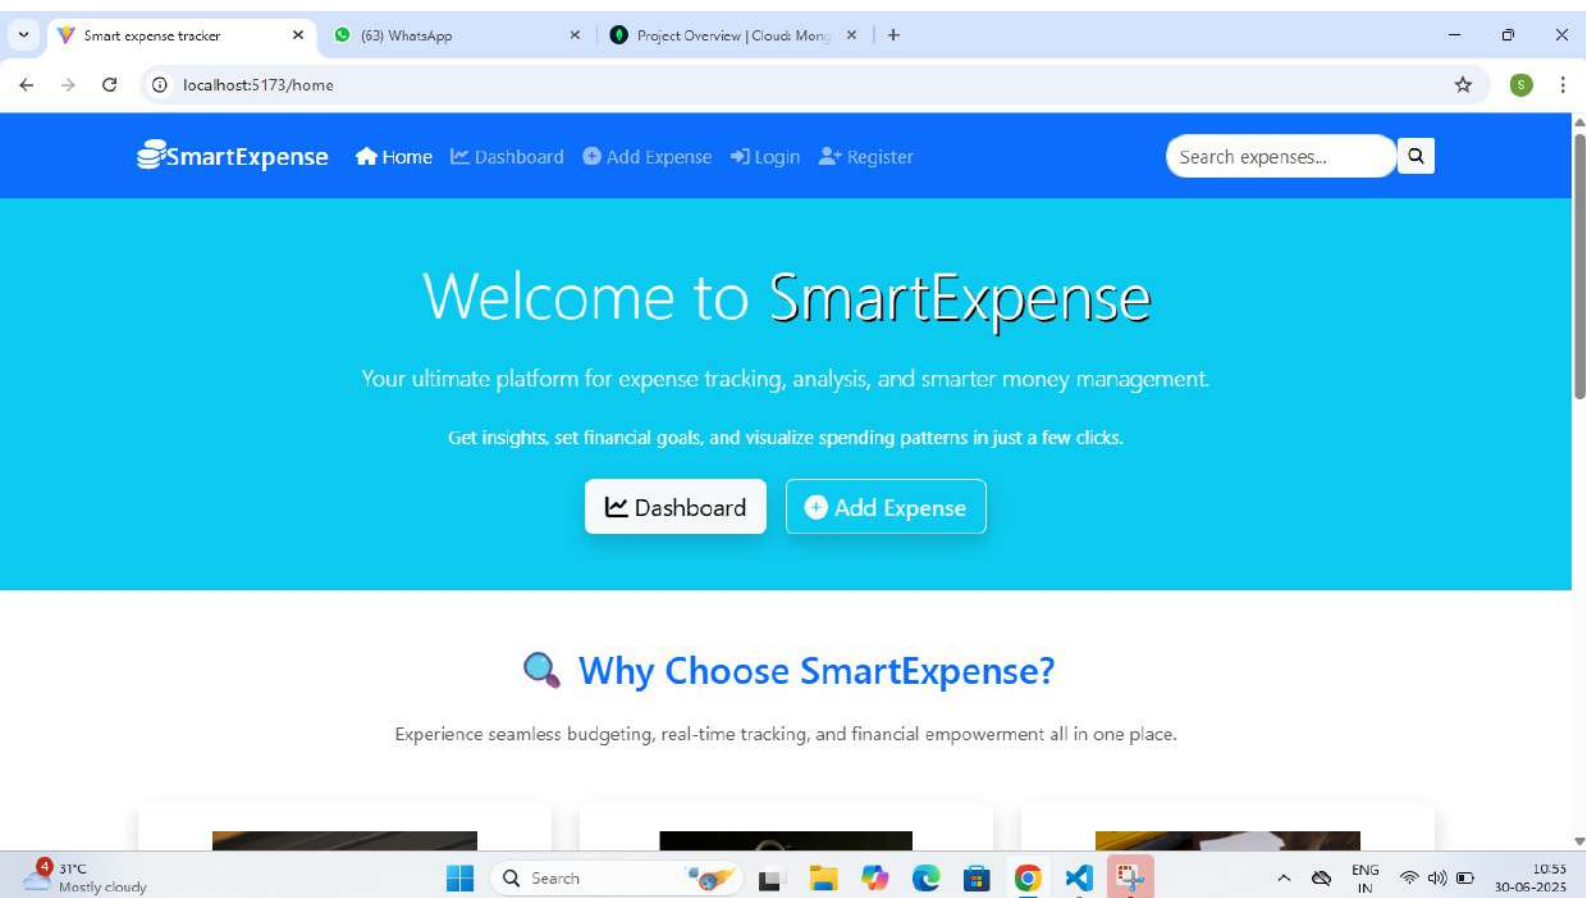 Smart expense tracker
(63) WhatsApp
Project Overview | Cloud: Mong
localhost:5173/home
S
SmartExpense Home Dashboard Add Expense Login Register
Search expenses...
Welcome to SmartExpense
Your ultimate platform for expense tracking, analysis, and smarter money management.
Get insights, set financial goals, and visualize spending patterns in just a few clicks.
Dashboard Add Expense
Why Choose SmartExpense?
Experience seamless budgeting, real-time tracking, and financial empowerment all in one place.
4
31°C
Mostly cloudy
Search
ENG
IN
10:55
30-06-2025